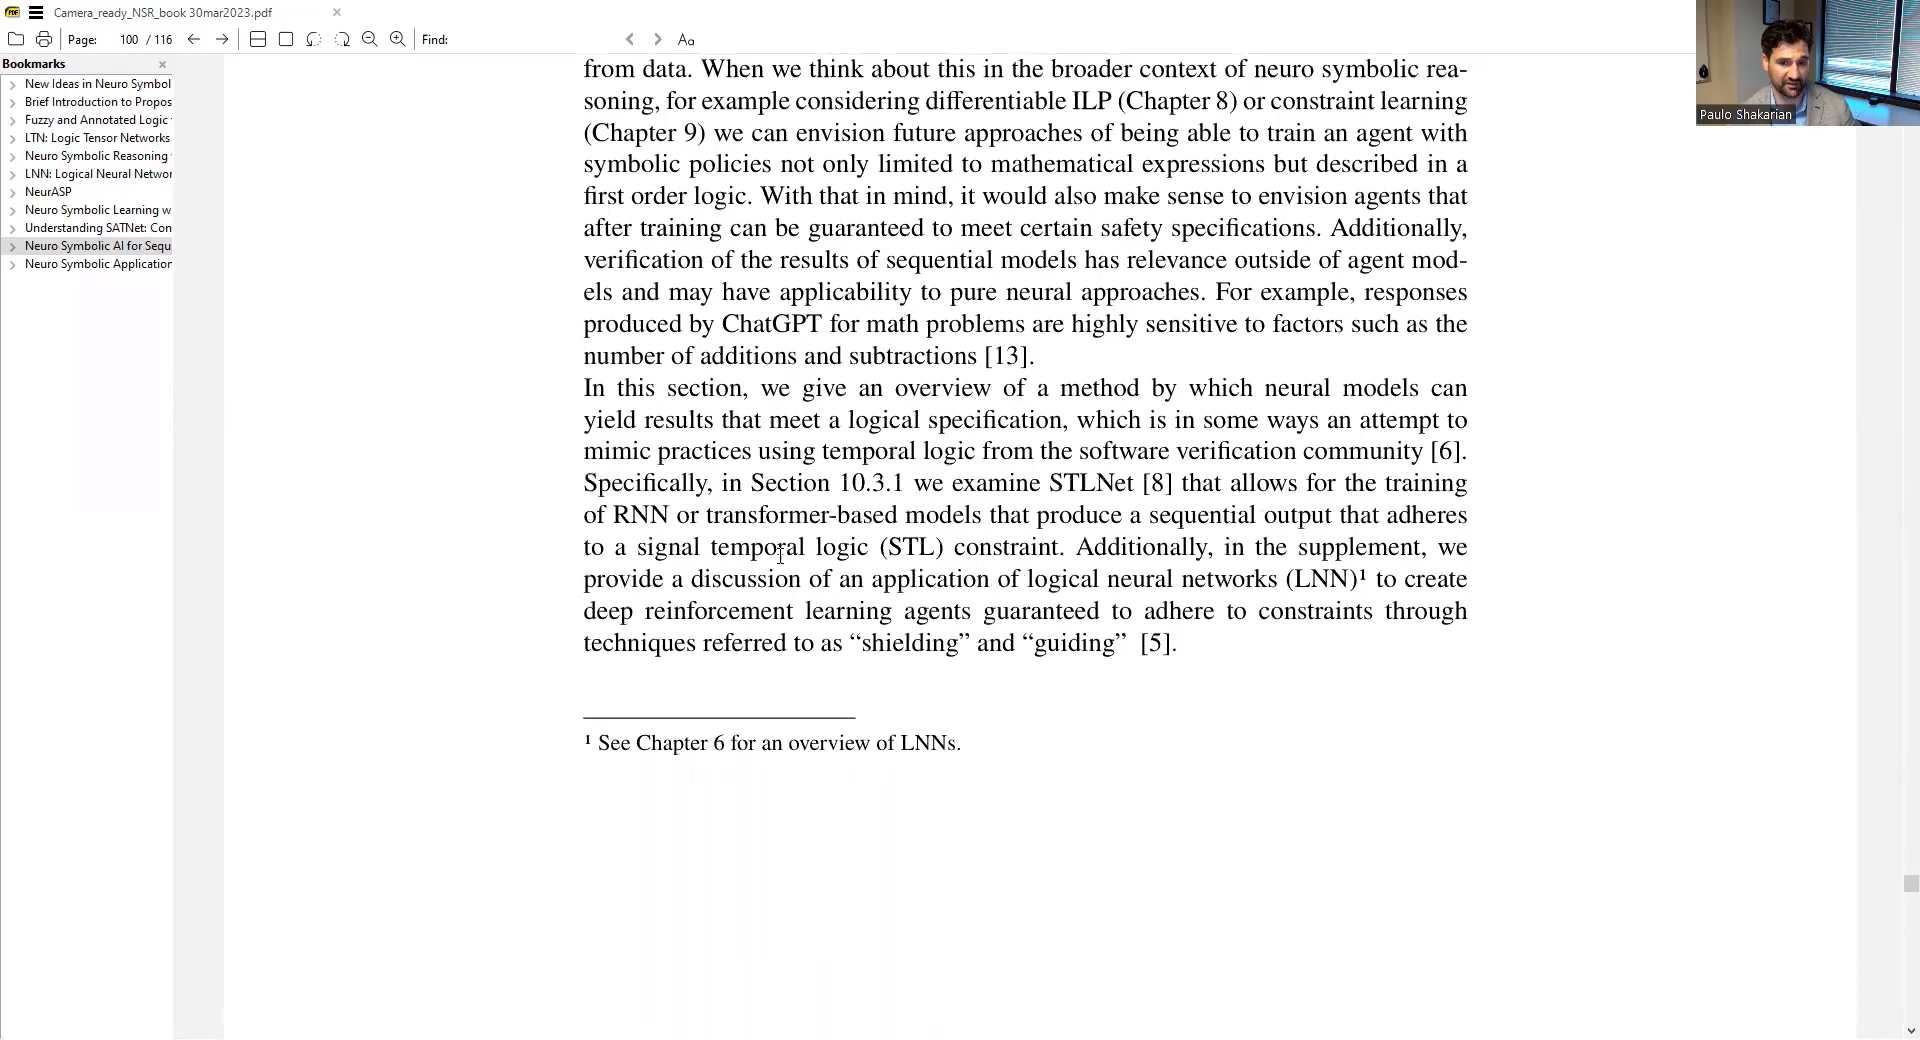 Camera_ready_NSR_book 30mar2023.pdf
Page: 100 / 116
Find:
Aa
Bookmarks
New Ideas in Neuro Symbol
Brief Introduction to Propos
Fuzzy and Annotated Logic
LTN: Logic Tensor Networks
Neuro Symbolic Reasoning
LNN: Logical Neural Networ
NeurASP
Neuro Symbolic Learning w
Understanding SATNet: Con
Neuro Symbolic AI for Sequ
Neuro Symbolic Application
from data. When we think about this in the broader context of neuro symbolic rea-
soning, for example considering differentiable ILP (Chapter 8) or constraint learning
(Chapter 9) we can envision future approaches of being able to train an agent with
symbolic policies not only limited to mathematical expressions but described in a
first order logic. With that in mind, it would also make sense to envision agents that
after training can be guaranteed to meet certain safety specifications. Additionally,
verification of the results of sequential models has relevance outside of agent mod-
els and may have applicability to pure neural approaches. For example, responses
produced by ChatGPT for math problems are highly sensitive to factors such as the
number of additions and subtractions [13].
In this section, we give an overview of a method by which neural models can
yield results that meet a logical specification, which is in some ways an attempt to
mimic practices using temporal logic from the software verification community [6].
Specifically, in Section 10.3.1 we examine STLNet [8] that allows for the training
of RNN or transformer-based models that produce a sequential output that adheres
to a signal temporal logic (STL) constraint. Additionally, in the supplement, we
provide a discussion of an application of logical neural networks (LNN)¹ to create
deep reinforcement learning agents guaranteed to adhere to constraints through
techniques referred to as “shielding” and “guiding” [5].
¹ See Chapter 6 for an overview of LNNs.
Paulo Shakarian